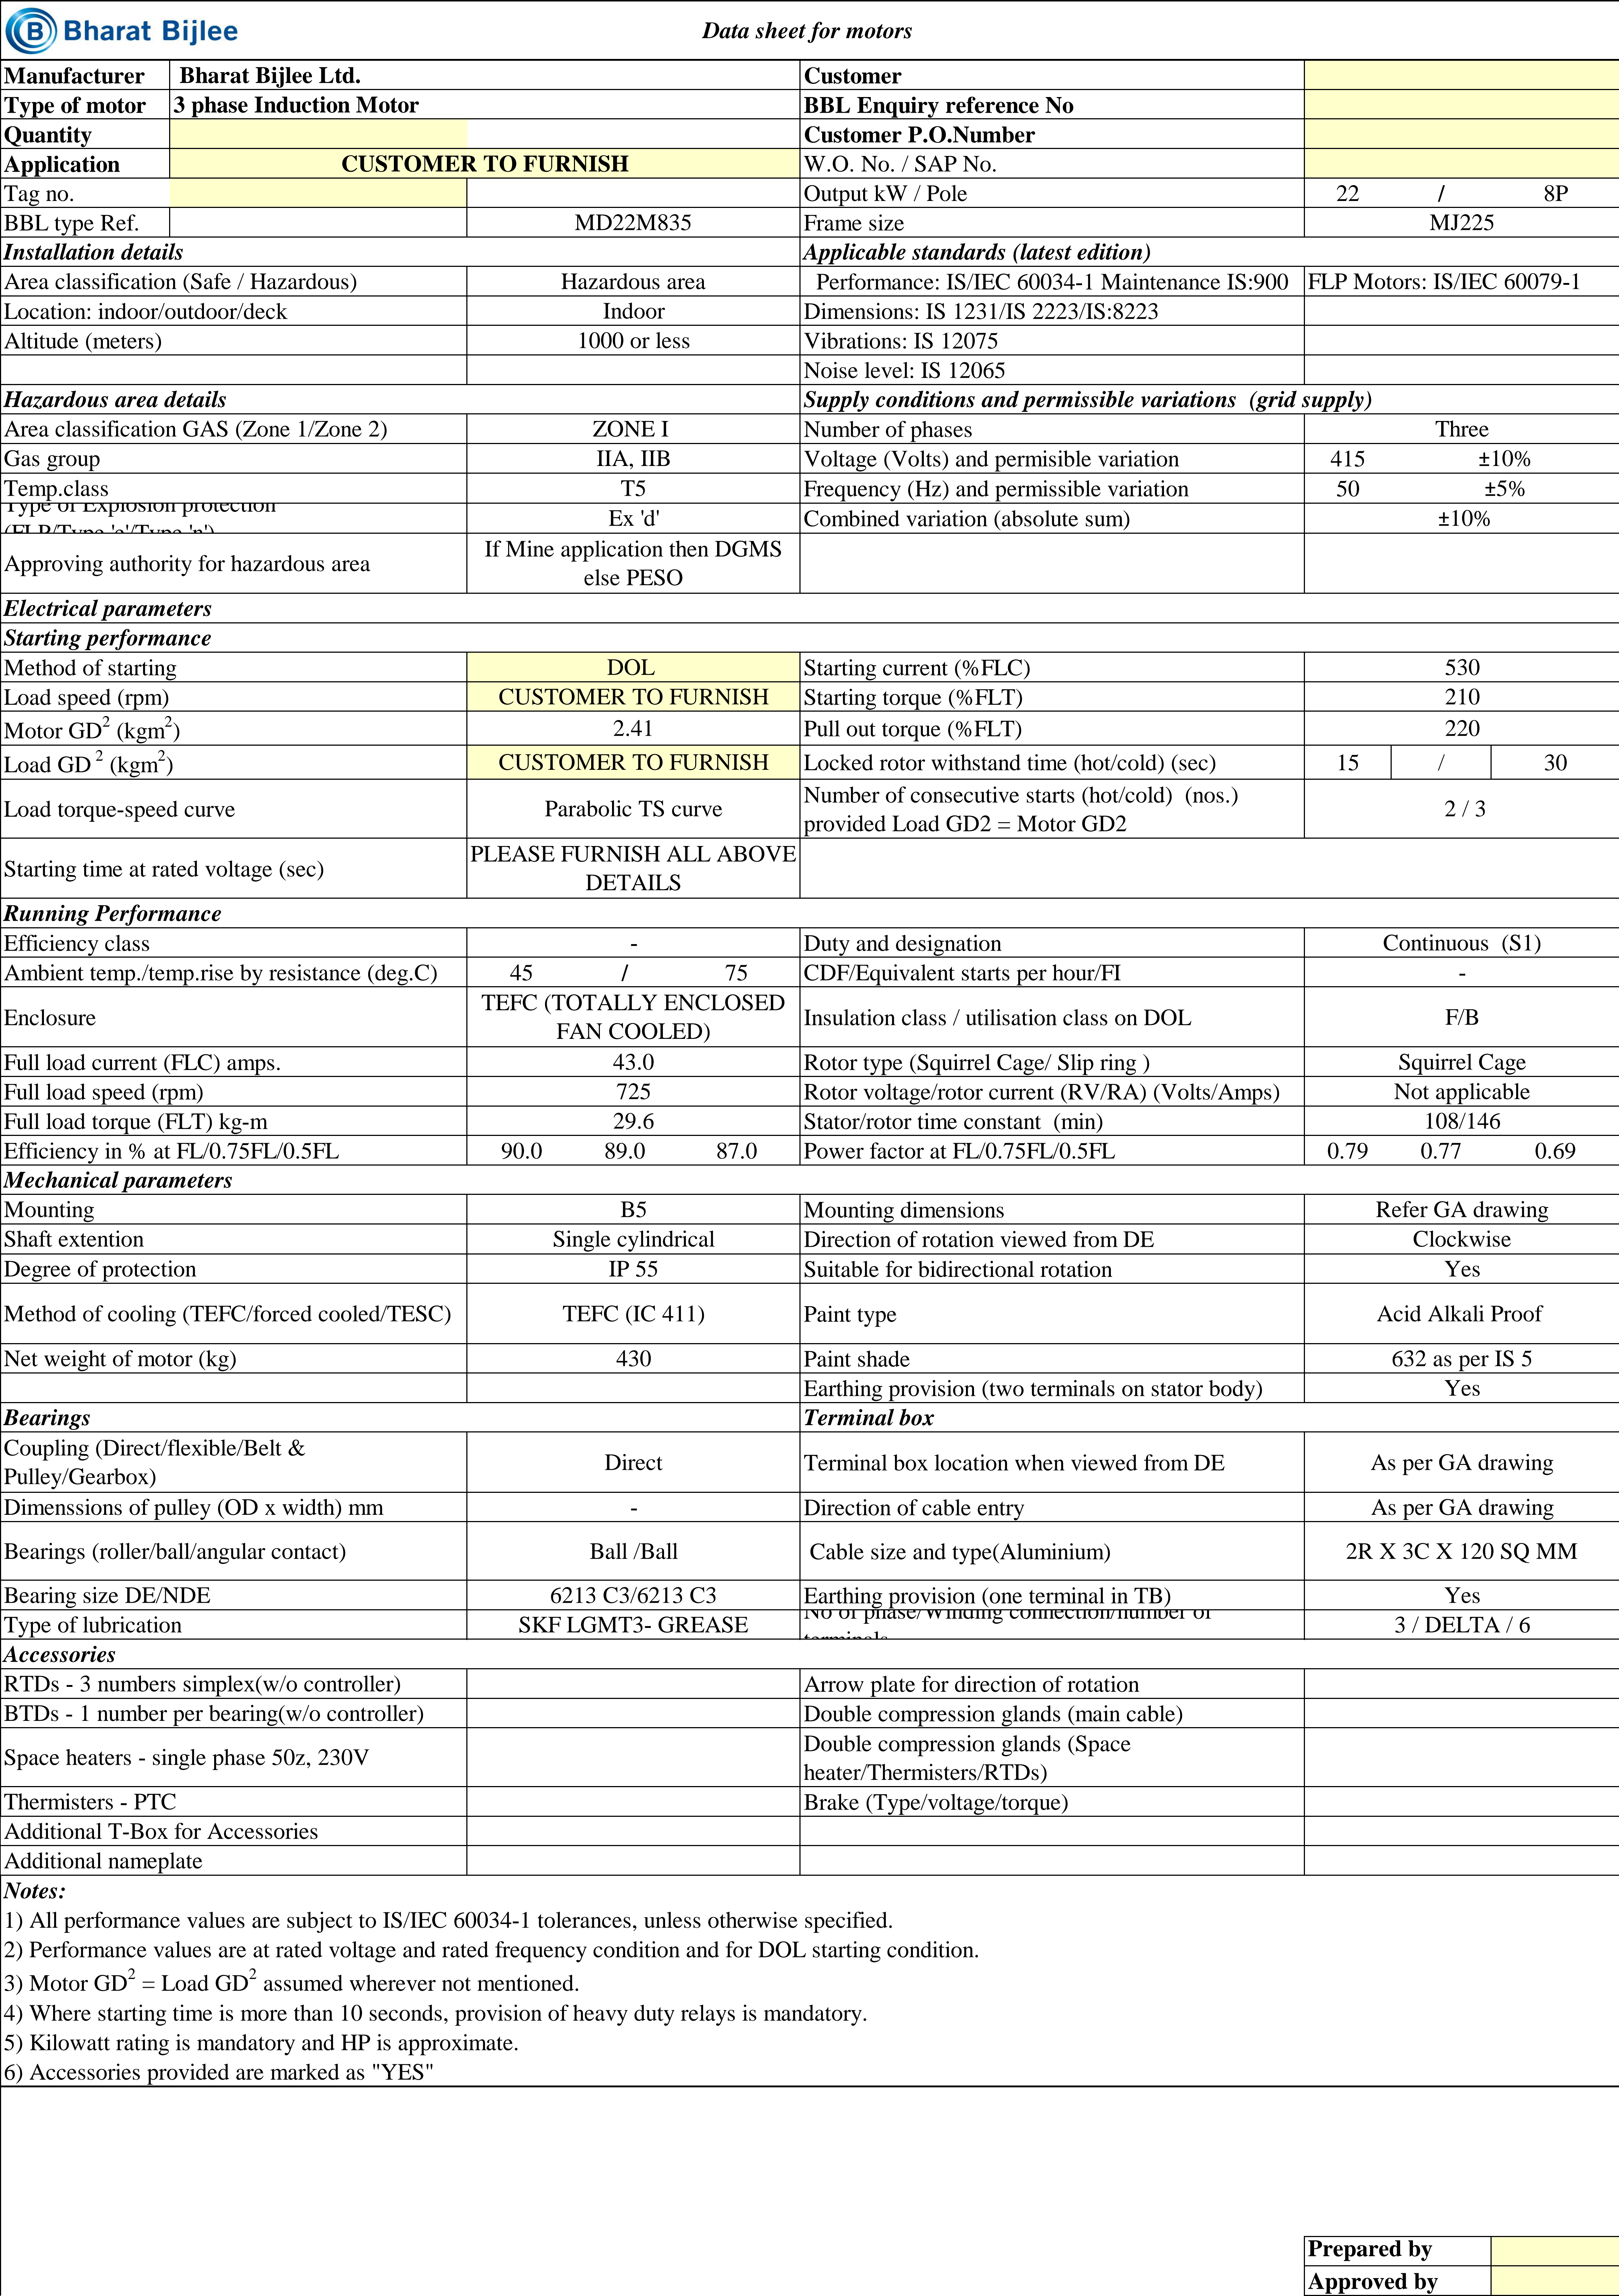 B Bharat Bijlee
Data sheet for motors
Manufacturer Bharat Bijlee Ltd. Customer
Type of motor 3 phase Induction Motor BBL Enquiry reference No
Quantity Customer P.O.Number
Application CUSTOMER TO FURNISH W.O. No. / SAP No.
Tag no. Output kW / Pole 22 / 8P
BBL type Ref. MD22M835 Frame size MJ225
Installation details Applicable standards (latest edition)
Area classification (Safe / Hazardous) Hazardous area Performance: IS/IEC 60034-1 Maintenance IS:900 FLP Motors: IS/IEC 60079-1
Location: indoor/outdoor/deck Indoor Dimensions: IS 1231/IS 2223/IS:8223
Altitude (meters) 1000 or less Vibrations: IS 12075
Noise level: IS 12065
Hazardous area details Supply conditions and permissible variations (grid supply)
Area classification GAS (Zone 1/Zone 2) ZONE I Number of phases Three
Gas group IIA, IIB Voltage (Volts) and permisible variation 415 ±10%
Temp.class T5 Frequency (Hz) and permissible variation 50 ±5%
Type of Explosion protection
(FLP/Type 'e'/Type 'n') Ex 'd' Combined variation (absolute sum) ±10%
Approving authority for hazardous area If Mine application then DGMS
else PESO
Electrical parameters
Starting performance
Method of starting DOL Starting current (%FLC) 530
Load speed (rpm) CUSTOMER TO FURNISH Starting torque (%FLT) 210
Motor GD² (kgm²) 2.41 Pull out torque (%FLT) 220
Load GD ² (kgm²) CUSTOMER TO FURNISH Locked rotor withstand time (hot/cold) (sec) 15 / 30
Load torque-speed curve Parabolic TS curve Number of consecutive starts (hot/cold) (nos.)
provided Load GD2 = Motor GD2 2 / 3
Starting time at rated voltage (sec) PLEASE FURNISH ALL ABOVE
DETAILS
Running Performance
Efficiency class - Duty and designation Continuous (S1)
Ambient temp./temp.rise by resistance (deg.C) 45 / 75 CDF/Equivalent starts per hour/FI -
Enclosure TEFC (TOTALLY ENCLOSED
FAN COOLED) Insulation class / utilisation class on DOL F/B
Full load current (FLC) amps. 43.0 Rotor type (Squirrel Cage/ Slip ring ) Squirrel Cage
Full load speed (rpm) 725 Rotor voltage/rotor current (RV/RA) (Volts/Amps) Not applicable
Full load torque (FLT) kg-m 29.6 Stator/rotor time constant (min) 108/146
Efficiency in % at FL/0.75FL/0.5FL 90.0 89.0 87.0 Power factor at FL/0.75FL/0.5FL 0.79 0.77 0.69
Mechanical parameters
Mounting B5 Mounting dimensions Refer GA drawing
Shaft extention Single cylindrical Direction of rotation viewed from DE Clockwise
Degree of protection IP 55 Suitable for bidirectional rotation Yes
Method of cooling (TEFC/forced cooled/TESC) TEFC (IC 411) Paint type Acid Alkali Proof
Net weight of motor (kg) 430 Paint shade 632 as per IS 5
Earthing provision (two terminals on stator body) Yes
Bearings Terminal box
Coupling (Direct/flexible/Belt &
Pulley/Gearbox) Direct Terminal box location when viewed from DE As per GA drawing
Dimenssions of pulley (OD x width) mm - Direction of cable entry As per GA drawing
Bearings (roller/ball/angular contact) Ball /Ball Cable size and type(Aluminium) 2R X 3C X 120 SQ MM
Bearing size DE/NDE 6213 C3/6213 C3 Earthing provision (one terminal in TB) Yes
Type of lubrication SKF LGMT3- GREASE No of phase/Winding connection/number of
terminals 3 / DELTA / 6
Accessories
RTDs - 3 numbers simplex(w/o controller) Arrow plate for direction of rotation
BTDs - 1 number per bearing(w/o controller) Double compression glands (main cable)
Space heaters - single phase 50z, 230V Double compression glands (Space
heater/Thermisters/RTDs)
Thermisters - PTC Brake (Type/voltage/torque)
Additional T-Box for Accessories
Additional nameplate
Notes:
1) All performance values are subject to IS/IEC 60034-1 tolerances, unless otherwise specified.
2) Performance values are at rated voltage and rated frequency condition and for DOL starting condition.
3) Motor GD² = Load GD² assumed wherever not mentioned.
4) Where starting time is more than 10 seconds, provision of heavy duty relays is mandatory.
5) Kilowatt rating is mandatory and HP is approximate.
6) Accessories provided are marked as "YES"
Prepared by
Approved by